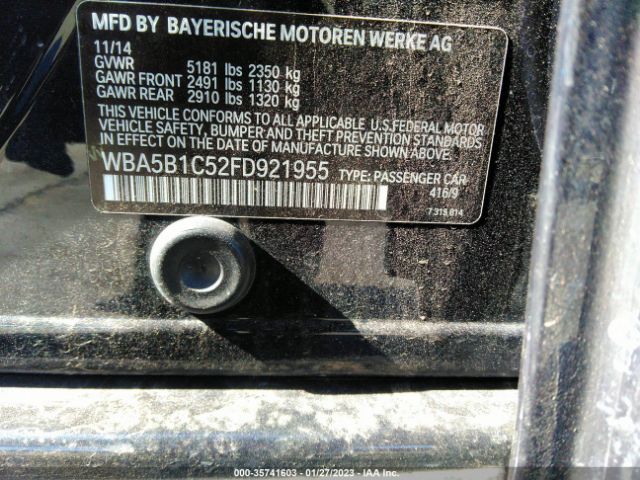 MFD BY BAYERISCHE MOTOREN WERKE AG
11/14
GVWR 5181 lbs 2350 kg
GAWR FRONT 2491 lbs 1130 kg
GAWR REAR 2910 lbs 1320 kg
THIS VEHICLE CONFORMS TO ALL APPLICABLE U.S.FEDERAL MOTOR
VEHICLE SAFETY, BUMPER AND THEFT PREVENTION STANDARDS
IN EFFECT ON THE DATE OF MANUFACTURE SHOWN ABOVE.
WBA5B1C52FD921955 TYPE: PASSENGER CAR
416/9
7 315 814
000-35741603 - 01/27/2023 - IAA Inc.